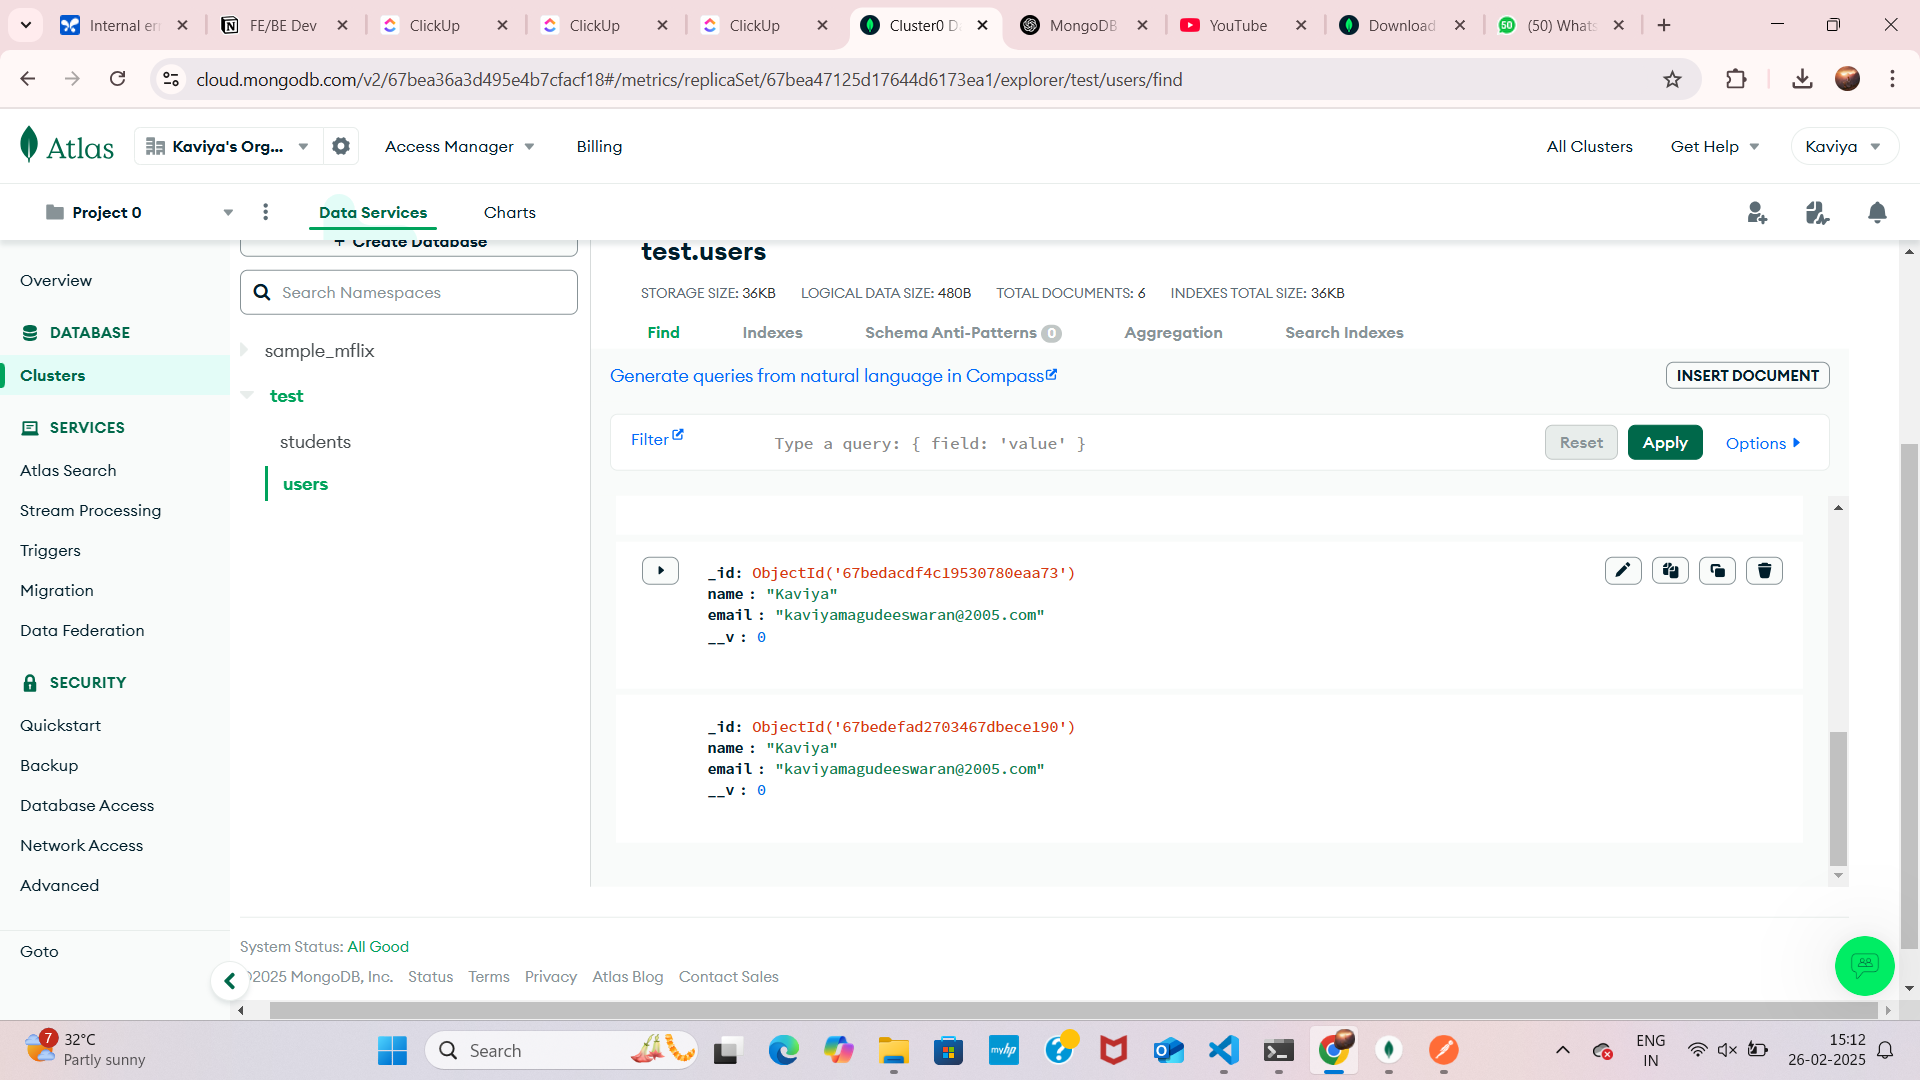 Internal er
FE/BE Dev
ClickUp
ClickUp
ClickUp
Cluster0 D
MongoDB
YouTube
Download
(50) Whats
cloud.mongodb.com/v2/67bea36a3d495e4b7cfacf18#/metrics/replicaSet/67bea47125d17644d6173ea1/explorer/test/users/find
Atlas
Kaviya's Org...
Access Manager
Billing
All Clusters
Get Help
Kaviya
Project 0
Data Services
Charts
Overview
DATABASE
Clusters
SERVICES
Atlas Search
Stream Processing
Triggers
Migration
Data Federation
SECURITY
Quickstart
Backup
Database Access
Network Access
Advanced
Goto
+ Create Database
Search Namespaces
sample_mflix
test
students
users
test.users
STORAGE SIZE: 36KB LOGICAL DATA SIZE: 480B TOTAL DOCUMENTS: 6 INDEXES TOTAL SIZE: 36KB
Find Indexes Schema Anti-Patterns 0 Aggregation Search Indexes
Generate queries from natural language in Compass
INSERT DOCUMENT
Filter
Type a query: { field: 'value' }
Reset
Apply
Options
_id: ObjectId('67bedacdf4c19530780eaa73')
name : "Kaviya"
email : "kaviyamagudeeswaran@2005.com"
__v : 0
_id: ObjectId('67bedefad2703467dbece190')
name : "Kaviya"
email : "kaviyamagudeeswaran@2005.com"
__v : 0
System Status: All Good
©2025 MongoDB, Inc. Status Terms Privacy Atlas Blog Contact Sales
7
32°C
Partly sunny
Search
myhp
ENG
IN
15:12
26-02-2025